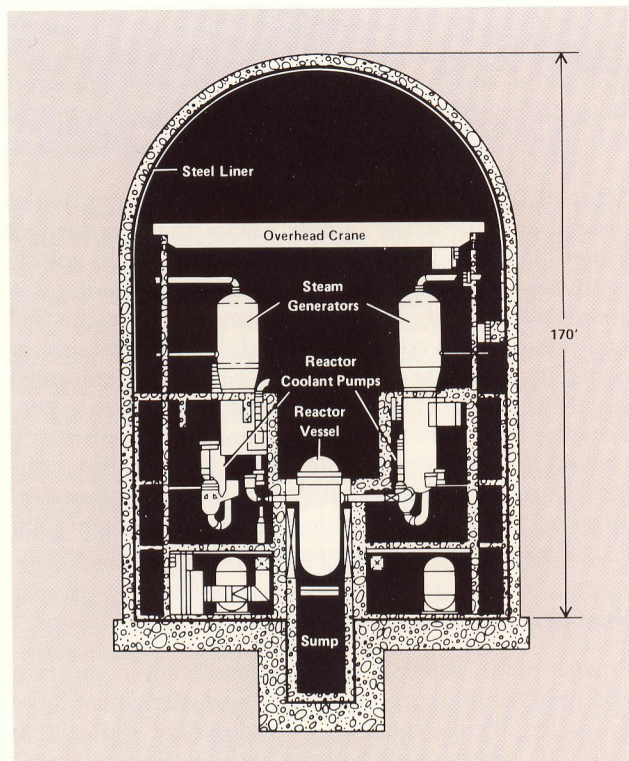 Steel Liner
Overhead Crane
Steam
Generators
170'
Reactor
Coolant Pumps
Reactor
Vessel
Sump